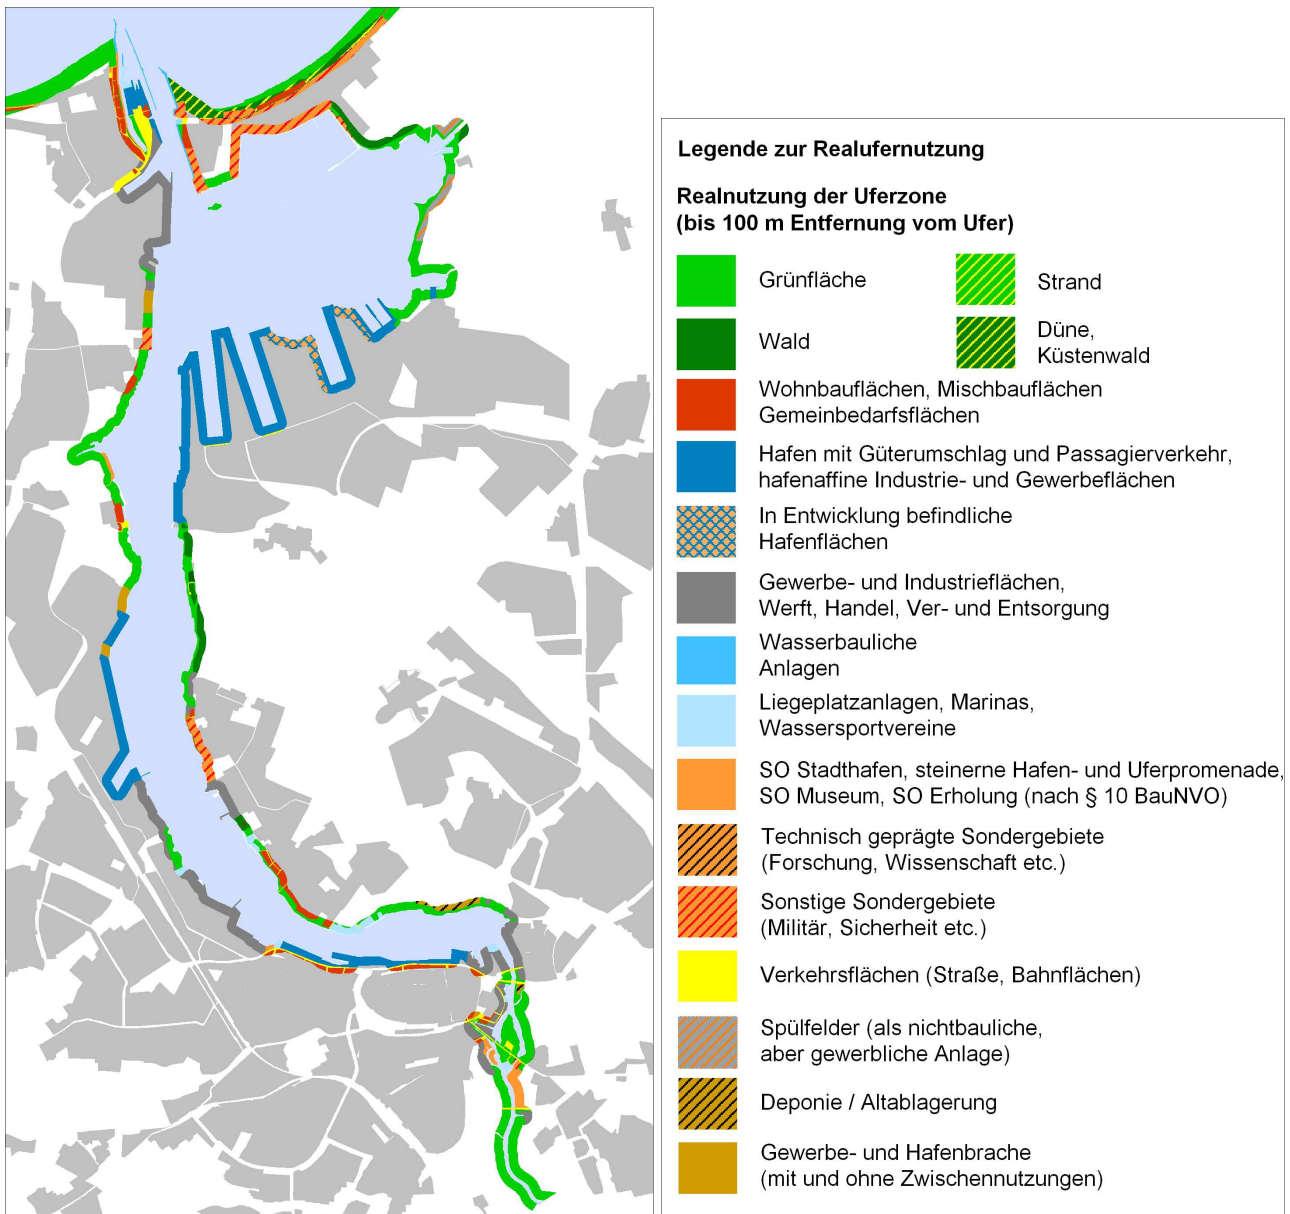 Legende zur Realufernutzung
Realnutzung der Uferzone
(bis 100 m Entfernung vom Ufer)
Grünfläche
Strand
Wald
Düne,
Küstenwald
Wohnbauflächen, Mischbauflächen
Gemeinbedarfsflächen
Hafen mit Güterumschlag und Passagierverkehr,
hafenaffine Industrie- und Gewerbeflächen
In Entwicklung befindliche
Hafenflächen
Gewerbe- und Industrieflächen,
Werft, Handel, Ver- und Entsorgung
Wasserbauliche
Anlagen
Liegeplatzanlagen, Marinas,
Wassersportvereine
SO Stadthafen, steinerne Hafen- und Uferpromenade,
SO Museum, SO Erholung (nach § 10 BauNVO)
Technisch geprägte Sondergebiete
(Forschung, Wissenschaft etc.)
Sonstige Sondergebiete
(Militär, Sicherheit etc.)
Verkehrsflächen (Straße, Bahnflächen)
Spülfelder (als nichtbauliche,
aber gewerbliche Anlage)
Deponie / Altablagerung
Gewerbe- und Hafenbrache
(mit und ohne Zwischennutzungen)